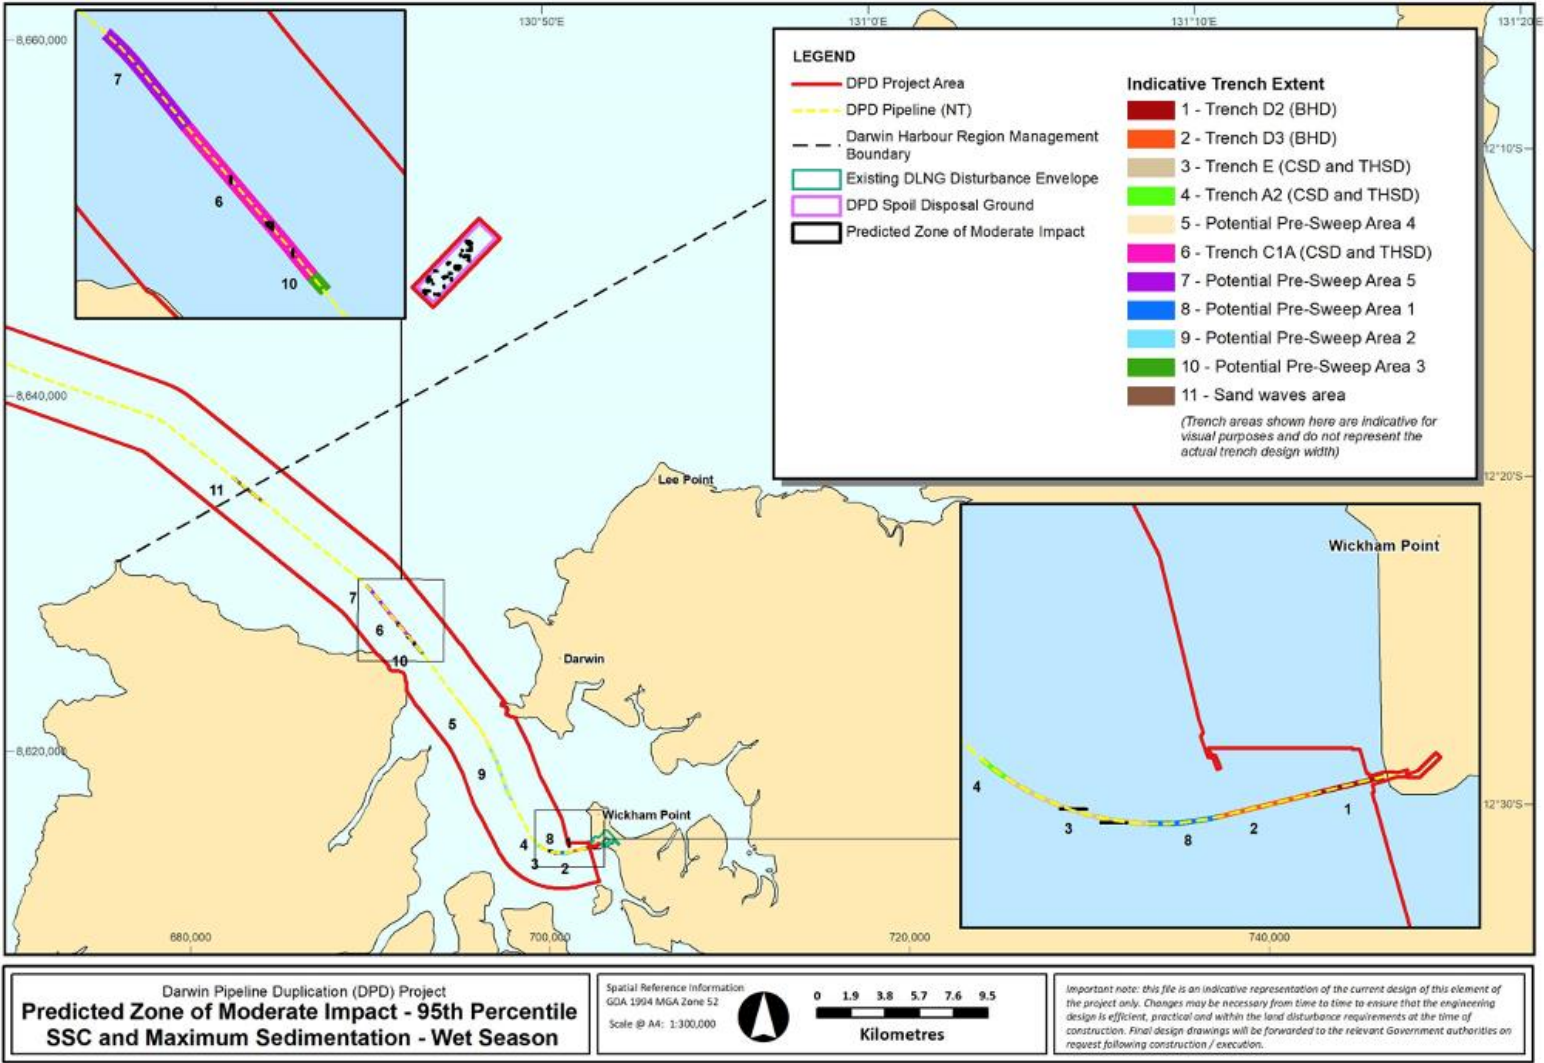 130°50'E
131°0'E
131°10'E
131°20'E
8,660,000
7
6
10
LEGEND
DPD Project Area
DPD Pipeline (NT)
Darwin Harbour Region Management
Boundary
Existing DLNG Disturbance Envelope
DPD Spoil Disposal Ground
Predicted Zone of Moderate Impact
Indicative Trench Extent
1 - Trench D2 (BHD)
2 - Trench D3 (BHD)
3 - Trench E (CSD and THSD)
4 - Trench A2 (CSD and THSD)
5 - Potential Pre-Sweep Area 4
6 - Trench C1A (CSD and THSD)
7 - Potential Pre-Sweep Area 5
8 - Potential Pre-Sweep Area 1
9 - Potential Pre-Sweep Area 2
10 - Potential Pre-Sweep Area 3
11 - Sand waves area
(Trench areas shown here are indicative for
visual purposes and do not represent the
actual trench design width)
12°10'S
8,640,000
12°20'S
11
Lee Point
7
6
10
Darwin
5
8,620,000
9
Wickham Point
4
8
3
2
Wickham Point
4
3
8
2
1
12°30'S
680,000
700,000
720,000
740,000
Darwin Pipeline Duplication (DPD) Project
Predicted Zone of Moderate Impact - 95th Percentile
SSC and Maximum Sedimentation - Wet Season
Spatial Reference Information
GDA 1994 MGA Zone 52
Scale @ A4: 1:300,000
0 1.9 3.8 5.7 7.6 9.5
Kilometres
Important note: this file is an indicative representation of the current design of this element of
the project only. Changes may be necessary from time to time to ensure that the engineering
design is efficient, practical and within the land disturbance requirements at the time of
construction. Final design drawings will be forwarded to the relevant Government authorities on
request following construction / execution.